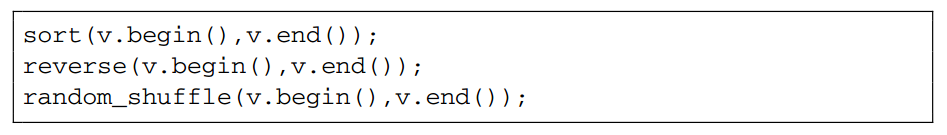 sort(v.begin(),v.end());
reverse(v.begin(),v.end());
random_shuffle(v.begin(),v.end());